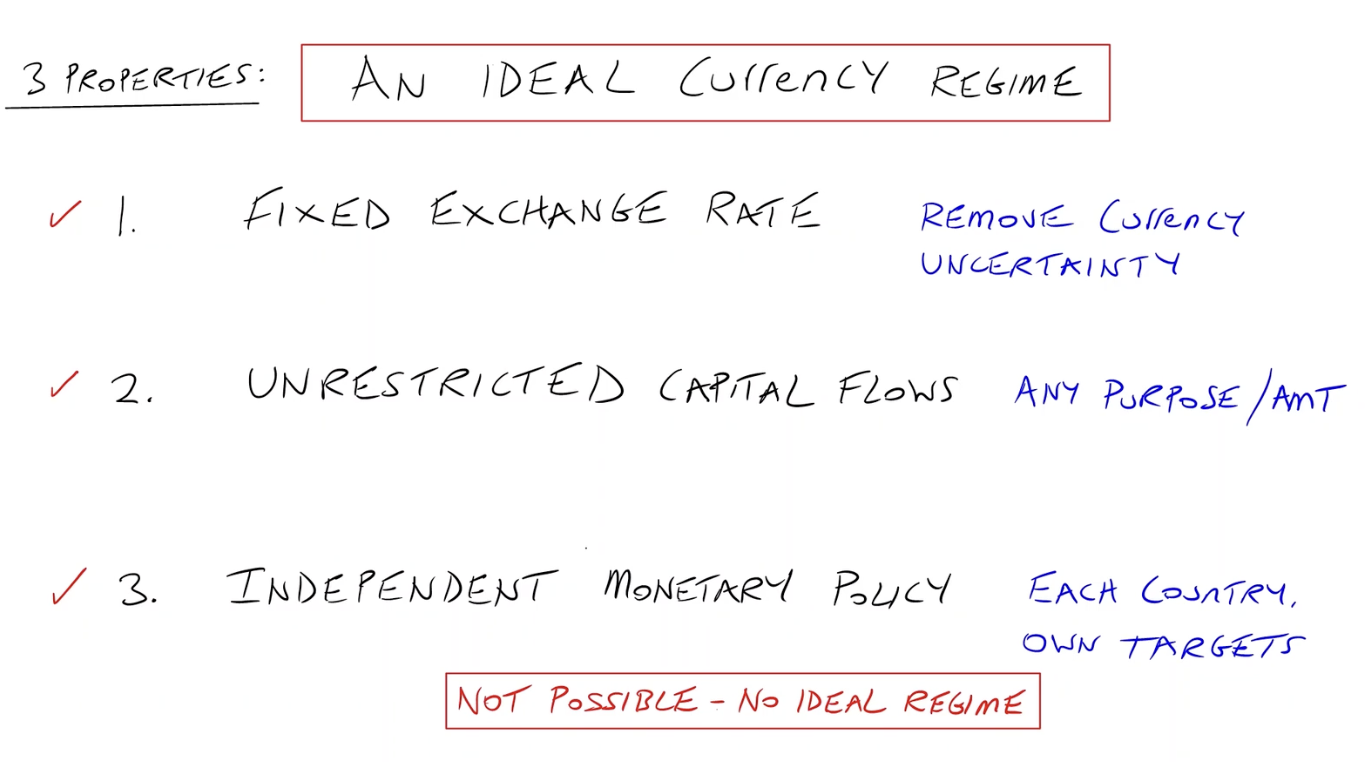 3 PROPERTIES: AN IDEAL CurrenCY REGIME
✓ 1. FIXED EXCHANGE RATE REMOVE Currency
UNCERTAINTY
✓ 2. UNRESTRICTED CAPITAL FLOWS ANY PURPOSE/AMT
✓ 3. INDEPENDENT MONETARY POLICY EACH COUNTRY,
OWN TARGETS
NOT POSSIBLE - NO IDEAL REGIME